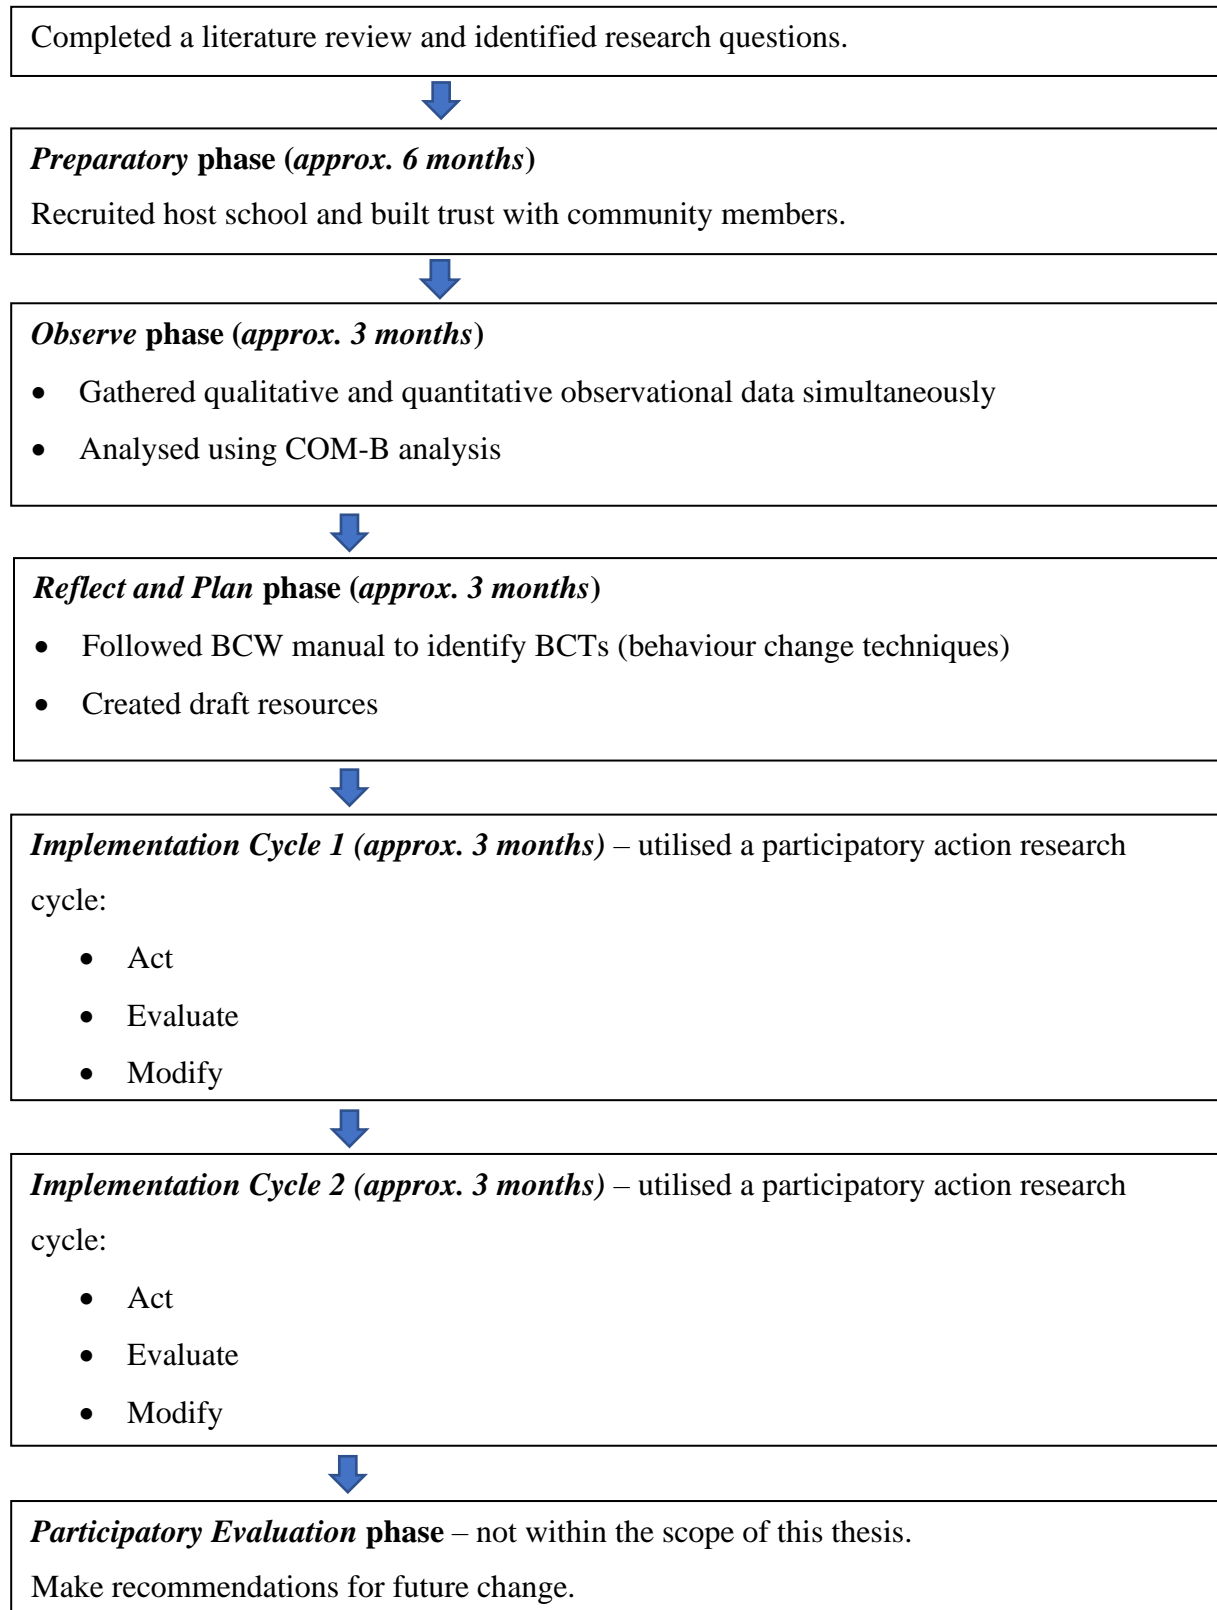 Completed a literature review and identified research questions.
Preparatory phase (approx. 6 months)
Recruited host school and built trust with community members.
Observe phase (approx. 3 months)
• Gathered qualitative and quantitative observational data simultaneously
• Analysed using COM-B analysis
Reflect and Plan phase (approx. 3 months)
• Followed BCW manual to identify BCTs (behaviour change techniques)
• Created draft resources
Implementation Cycle 1 (approx. 3 months) – utilised a participatory action research
cycle:
• Act
• Evaluate
• Modify
Implementation Cycle 2 (approx. 3 months) – utilised a participatory action research
cycle:
• Act
• Evaluate
• Modify
Participatory Evaluation phase – not within the scope of this thesis.
Make recommendations for future change.